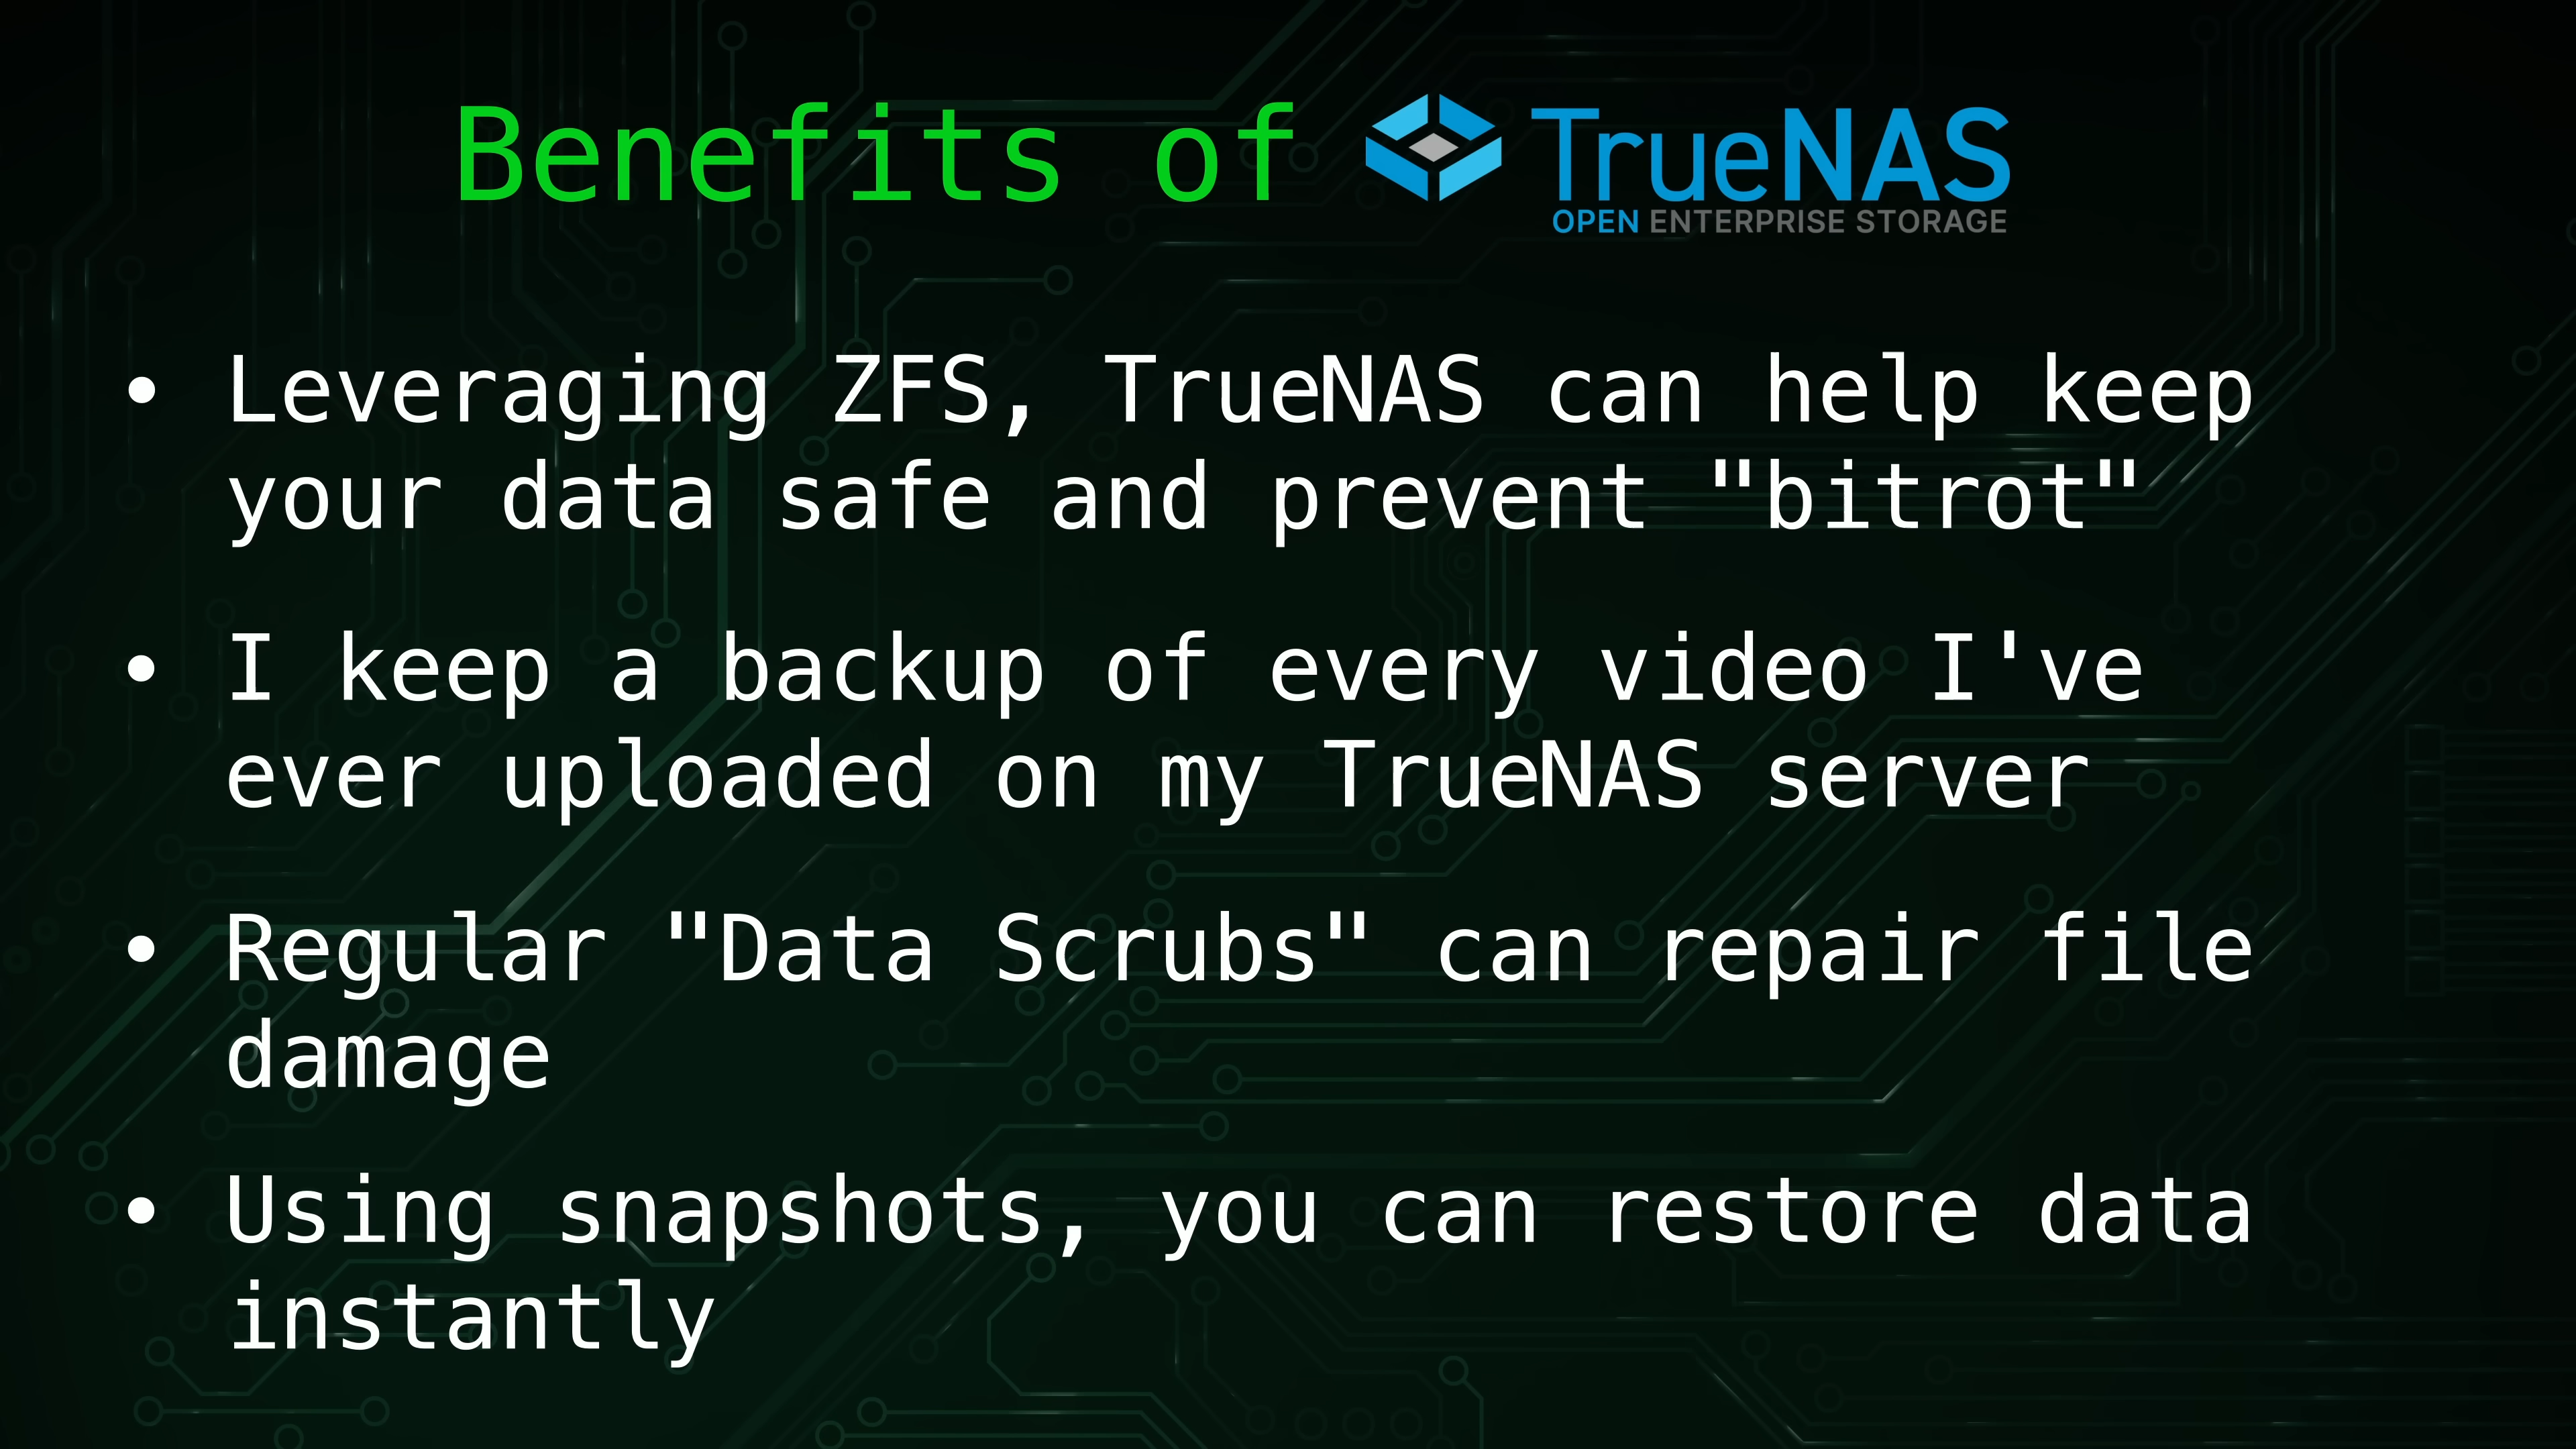 Benefits of TrueNAS
OPEN ENTERPRISE STORAGE
• Leveraging ZFS, TrueNAS can help keep
your data safe and prevent "bitrot"
• I keep a backup of every video I've
ever uploaded on my TrueNAS server
• Regular "Data Scrubs" can repair file
damage
• Using snapshots, you can restore data
instantly